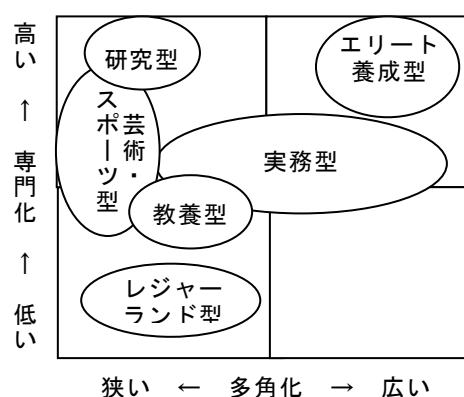 高い ↑ 専門化 ↑ 低い
研究型
エリート
養成型
芸術・
スポーツ型
実務型
教養型
レジャー
ランド型
狭い ← 多角化 → 広い